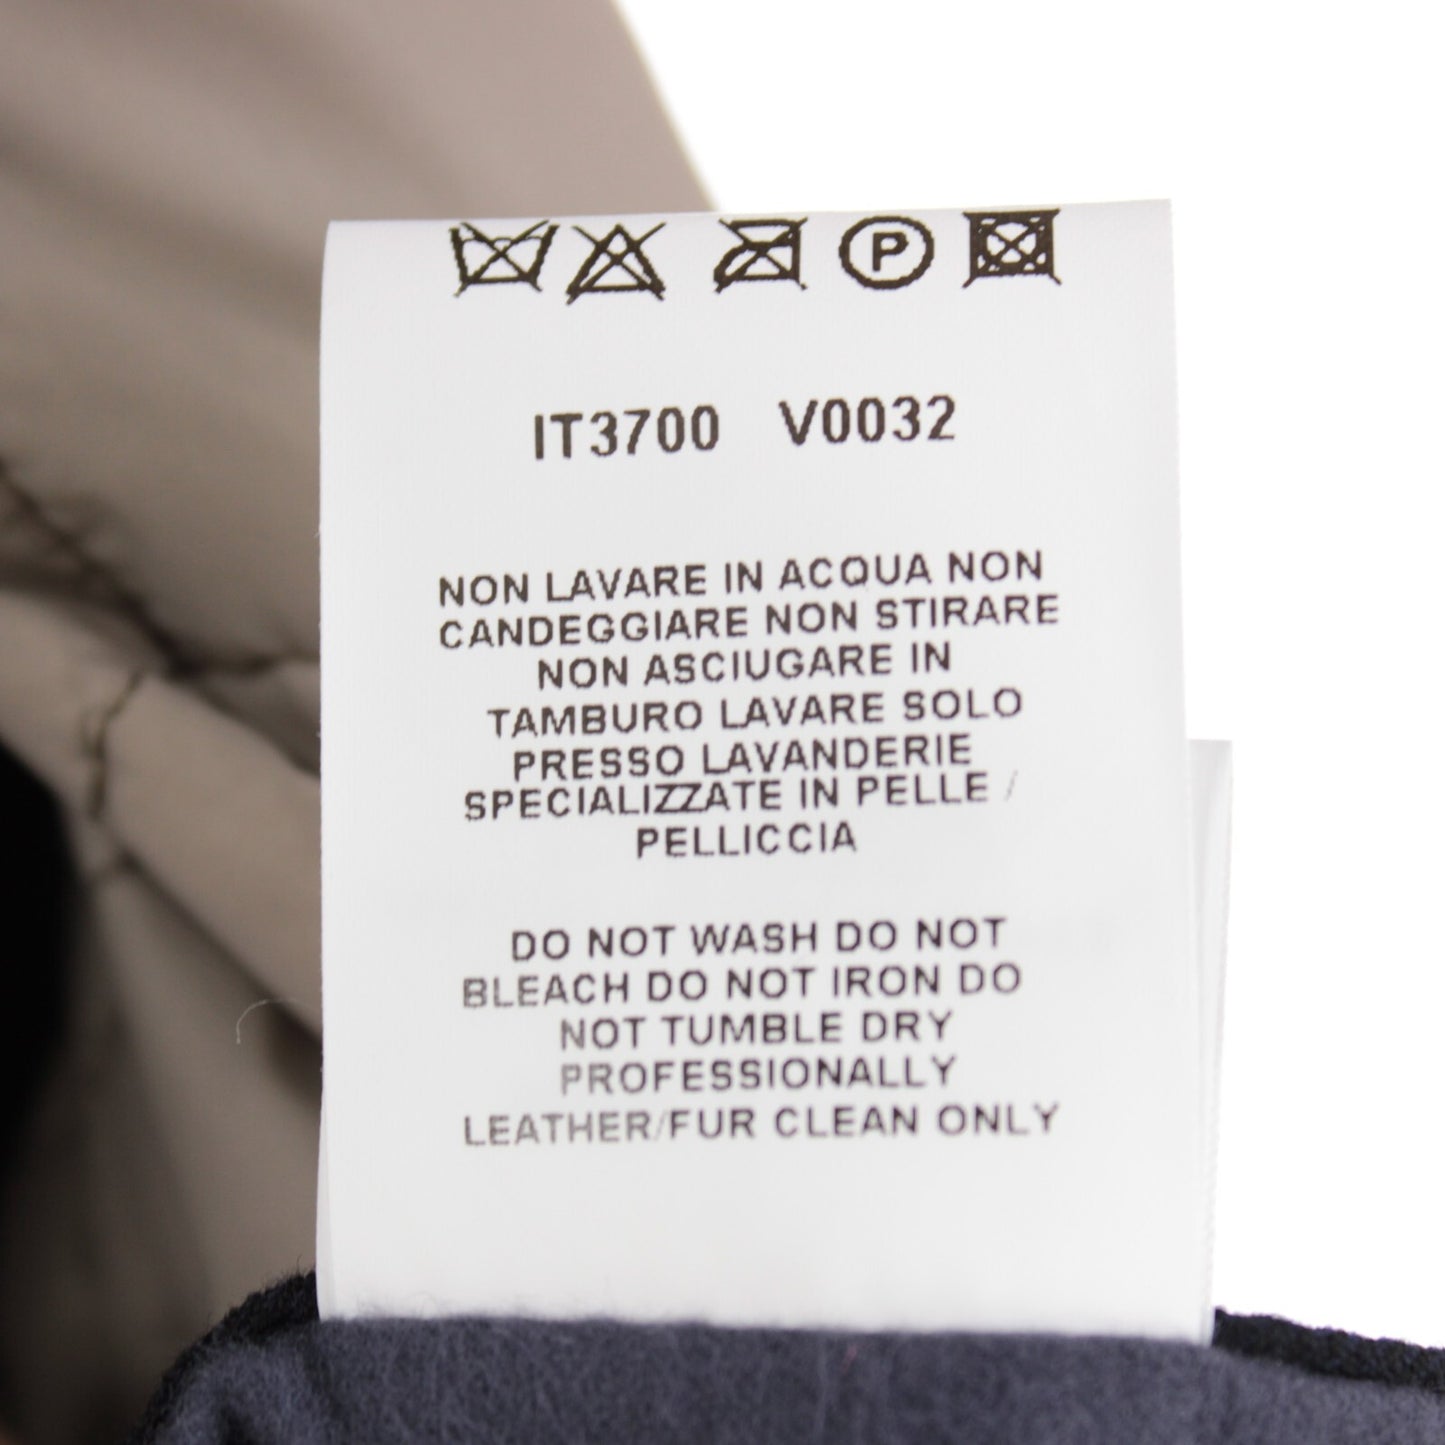 P
IT3700 V0032
NON LAVARE IN ACQUA NON
CANDEGGIARE NON STIRARE
NON ASCIUGARE IN
TAMBURO LAVARE SOLO
PRESSO LAVANDERIE
SPECIALIZZATE IN PELLE /
PELLICCIA
DO NOT WASH DO NOT
BLEACH DO NOT IRON DO
NOT TUMBLE DRY
PROFESSIONALLY
LEATHER/FUR CLEAN ONLY